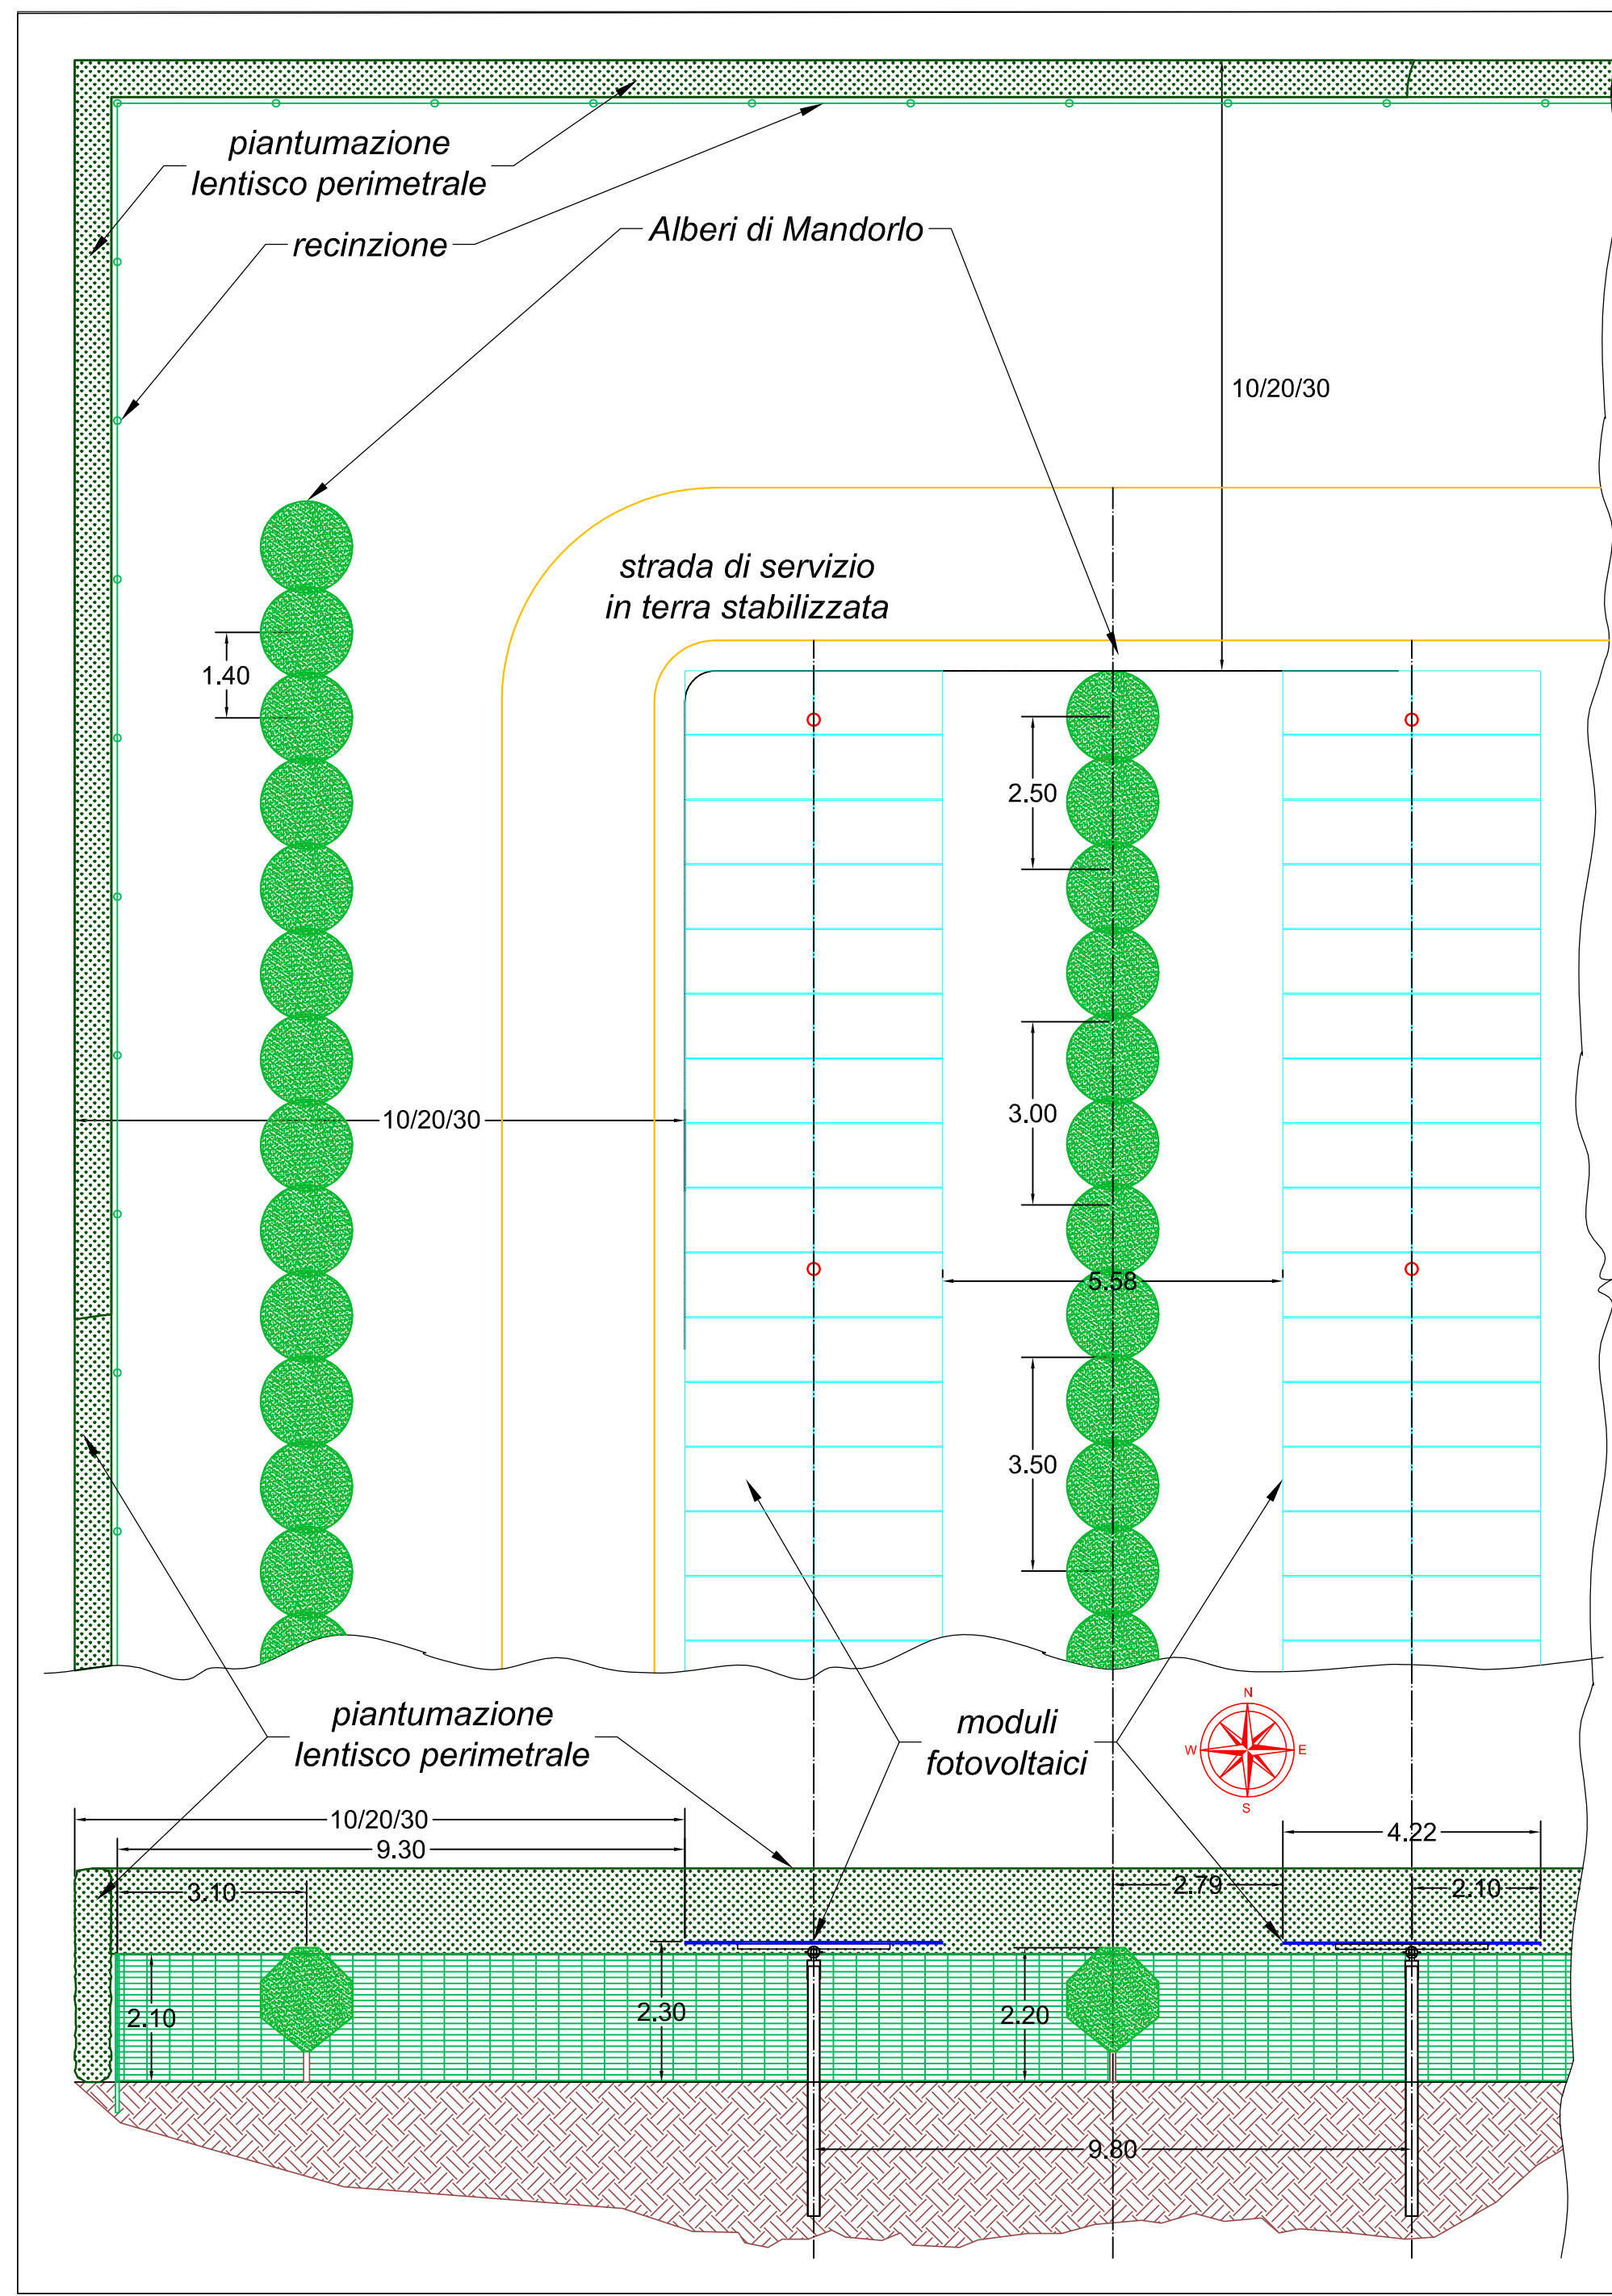 piantumazione
lentisco perimetrale
recinzione
Alberi di Mandorlo
10/20/30
strada di servizio
in terra stabilizzata
1.40
2.50
3.00
10/20/30
5.58
3.50
piantumazione
lentisco perimetrale
moduli
fotovoltaici
N
W
E
S
10/20/30
9.30
4.22
3.10
2.79
2.10
2.10
2.30
2.20
9.80